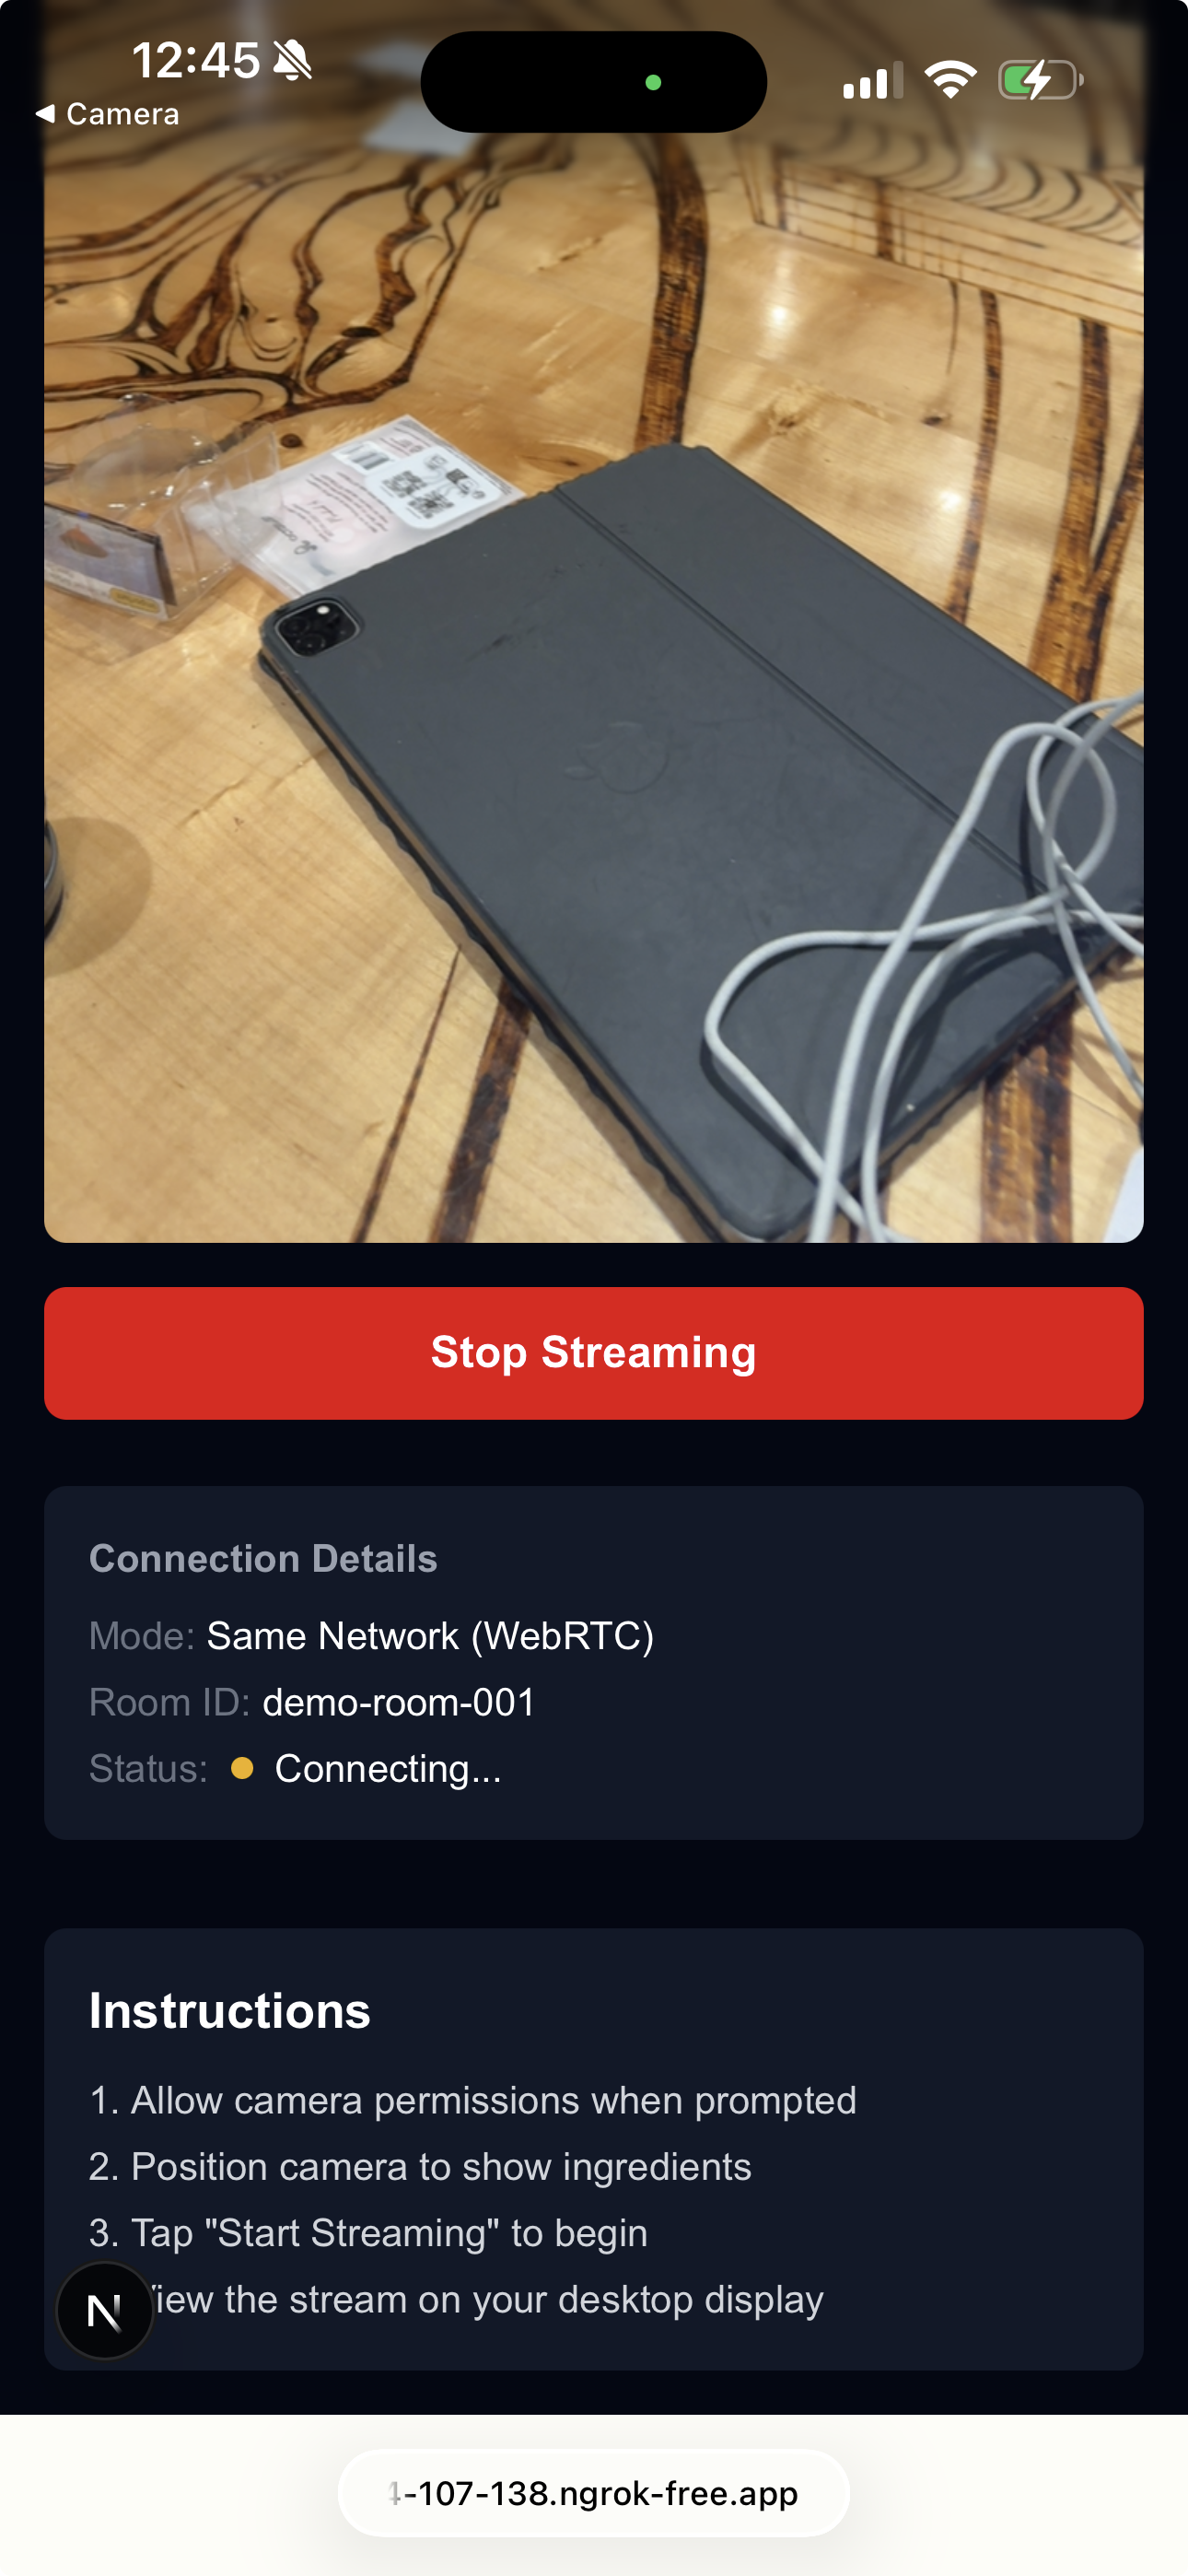 12:45
Camera
Stop Streaming
Connection Details
Mode: Same Network (WebRTC)
Room ID: demo-room-001
Status: Connecting...
Instructions
1. Allow camera permissions when prompted
2. Position camera to show ingredients
3. Tap "Start Streaming" to begin
iew the stream on your desktop display
N
-107-138.ngrok-free.app